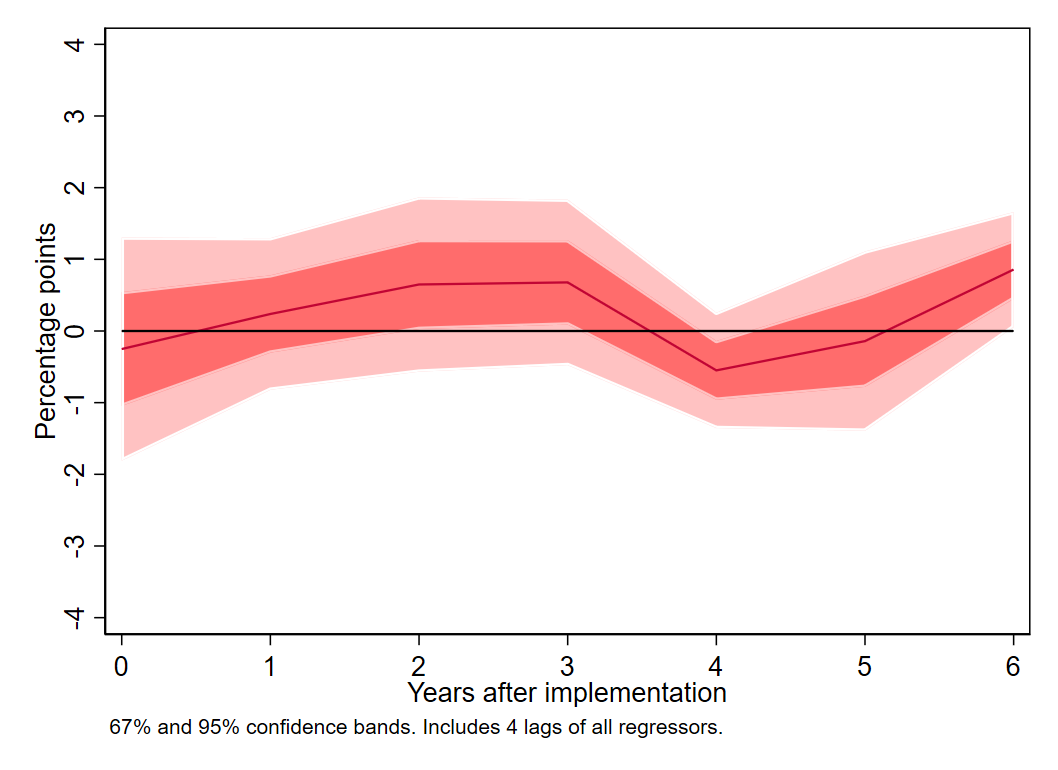 4
3
2
1
0
-1
-2
-3
-4
Percentage points
0 1 2 3 4 5 6
Years after implementation
67% and 95% confidence bands. Includes 4 lags of all regressors.